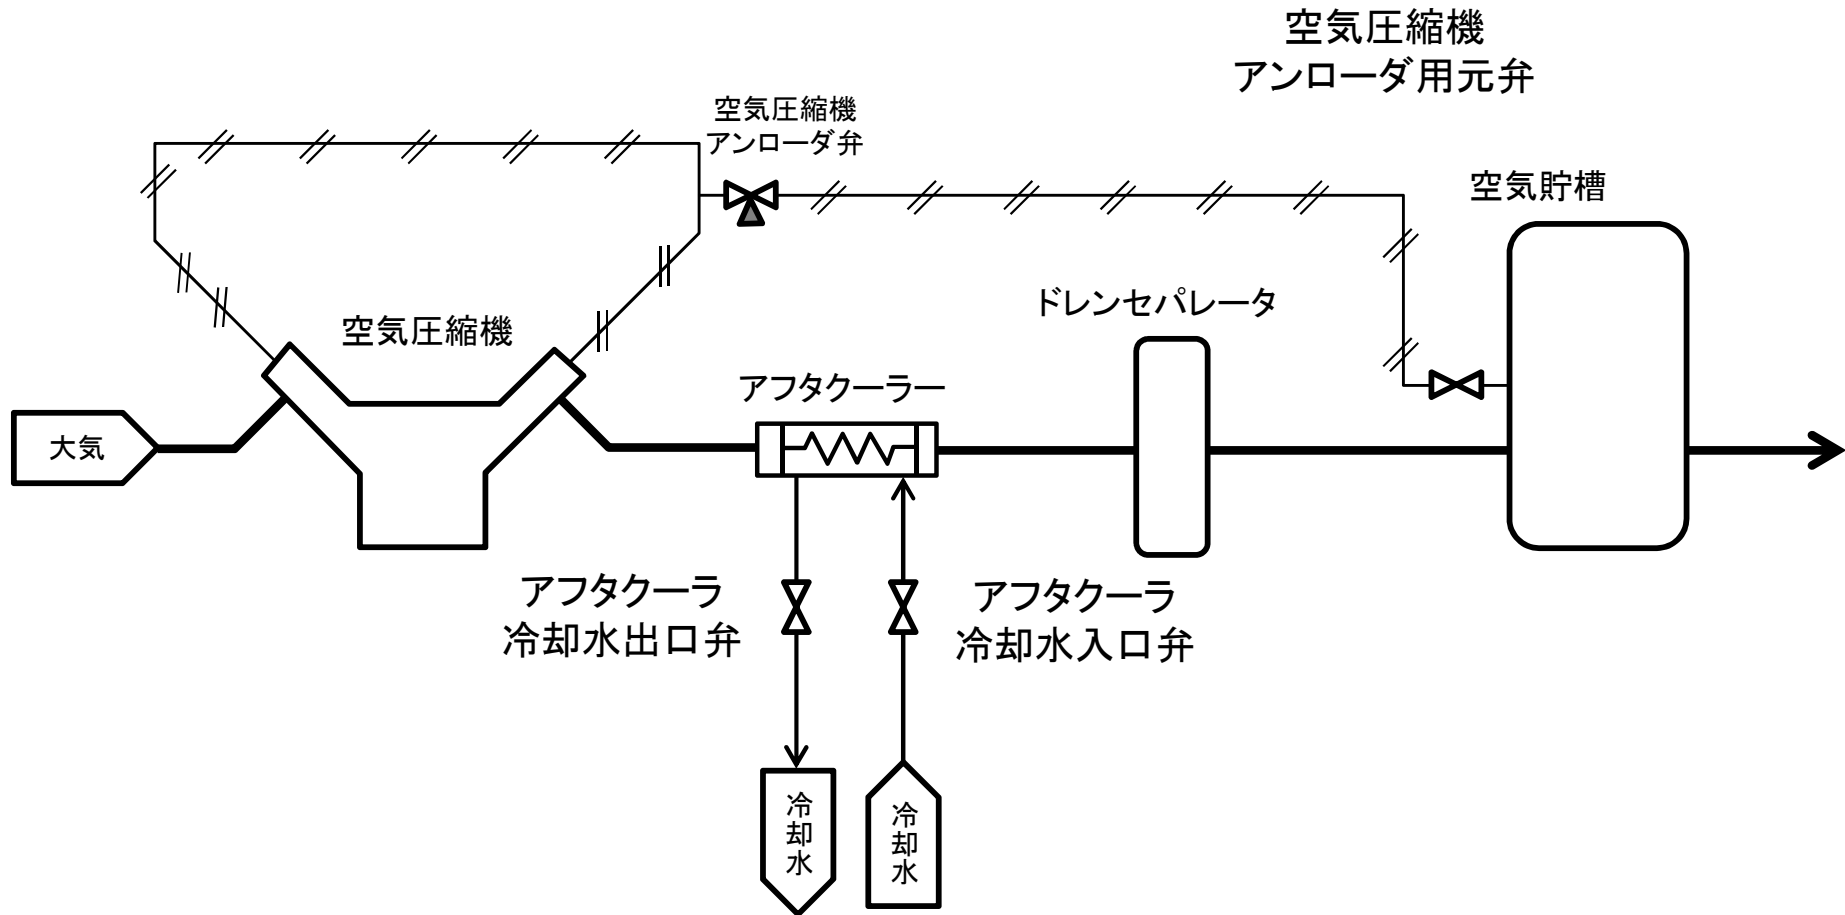 空気圧縮機
アンローダ用元弁
空気圧縮機
アンローダ弁
空気貯槽
ドレンセパレータ
空気圧縮機
アフタクーラー
大気
アフタクーラ
冷却水出口弁
アフタクーラ
冷却水入口弁
冷却水
冷却水